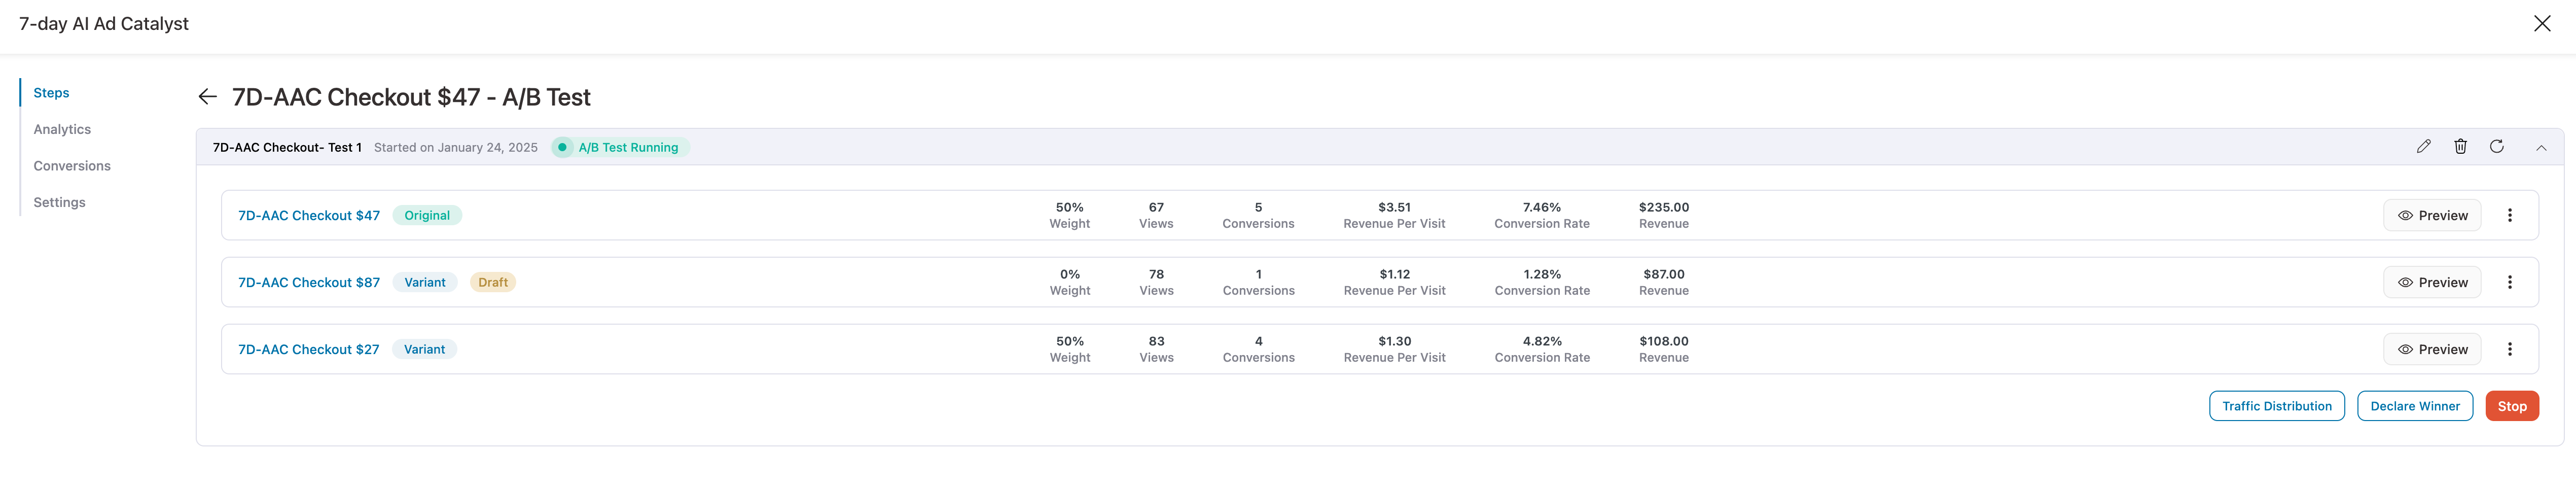 7-day AI Ad Catalyst
Steps
Analytics
Conversions
Settings
7D-AAC Checkout $47 - A/B Test
7D-AAC Checkout- Test 1 Started on January 24, 2025 A/B Test Running
7D-AAC Checkout $47 Original 50% 67 5 $3.51 7.46% $235.00 Preview
Weight Views Conversions Revenue Per Visit Conversion Rate Revenue
7D-AAC Checkout $87 Variant Draft 0% 78 1 $1.12 1.28% $87.00 Preview
Weight Views Conversions Revenue Per Visit Conversion Rate Revenue
7D-AAC Checkout $27 Variant 50% 83 4 $1.30 4.82% $108.00 Preview
Weight Views Conversions Revenue Per Visit Conversion Rate Revenue
Traffic Distribution Declare Winner Stop